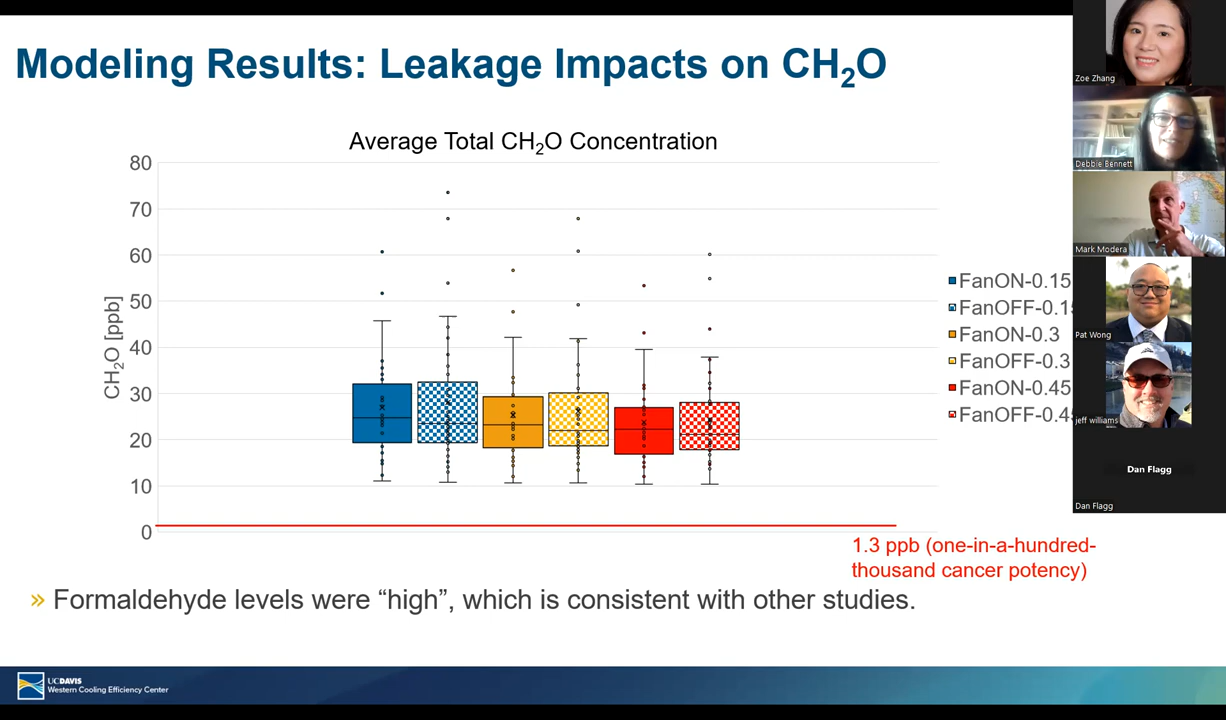 Modeling Results: Leakage Impacts on CH₂O
Average Total CH₂O Concentration
80
70
60
50
40
30
20
10
0
CH₂O [ppb]
FanON-0.15
FanOFF-0.1
FanON-0.3
FanOFF-0.3
FanON-0.45
FanOFF-0.4
1.3 ppb (one-in-a-hundred-
thousand cancer potency)
» Formaldehyde levels were “high”, which is consistent with other studies.
UCDAVIS
Western Cooling Efficiency Center
Zoe Zhang
Debbie Bennett
Mark Modera
Pat Wong
jeff williams
Dan Flagg
Dan Flagg